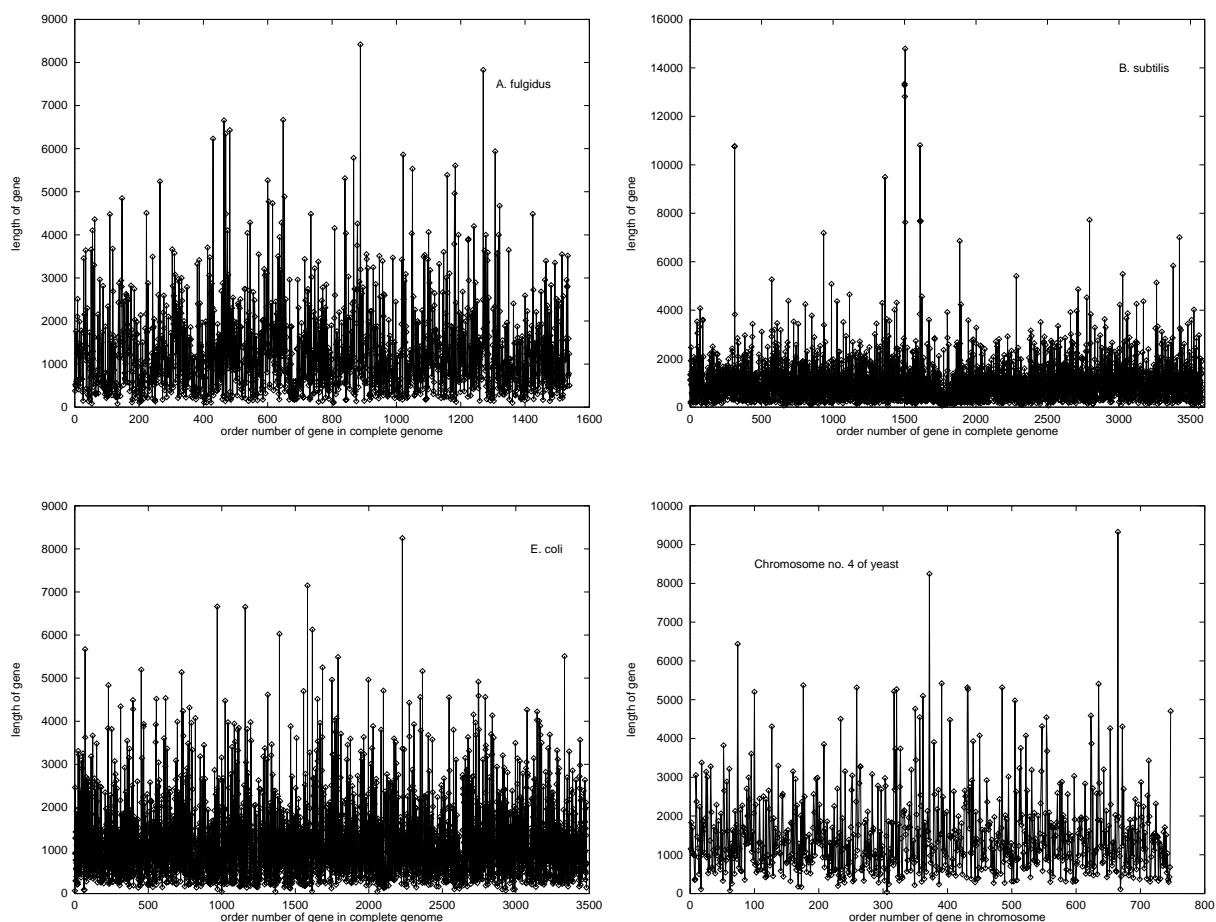 9000
8000
7000
6000
5000
4000
3000
2000
1000
0
length of gene
A. fulgidus
0 200 400 600 800 1000 1200 1400 1600
order number of gene in complete genome
16000
14000
12000
10000
8000
6000
4000
2000
0
length of gene
B. subtilis
0 500 1000 1500 2000 2500 3000 3500
order number of gene in complete genome
9000
8000
7000
6000
5000
4000
3000
2000
1000
0
length of gene
E. coli
0 500 1000 1500 2000 2500 3000 3500
order number of gene in complete genome
10000
9000
8000
7000
6000
5000
4000
3000
2000
1000
0
length of gene
Chromosome no. 4 of yeast
0 100 200 300 400 500 600 700 800
order number of gene in chromosome